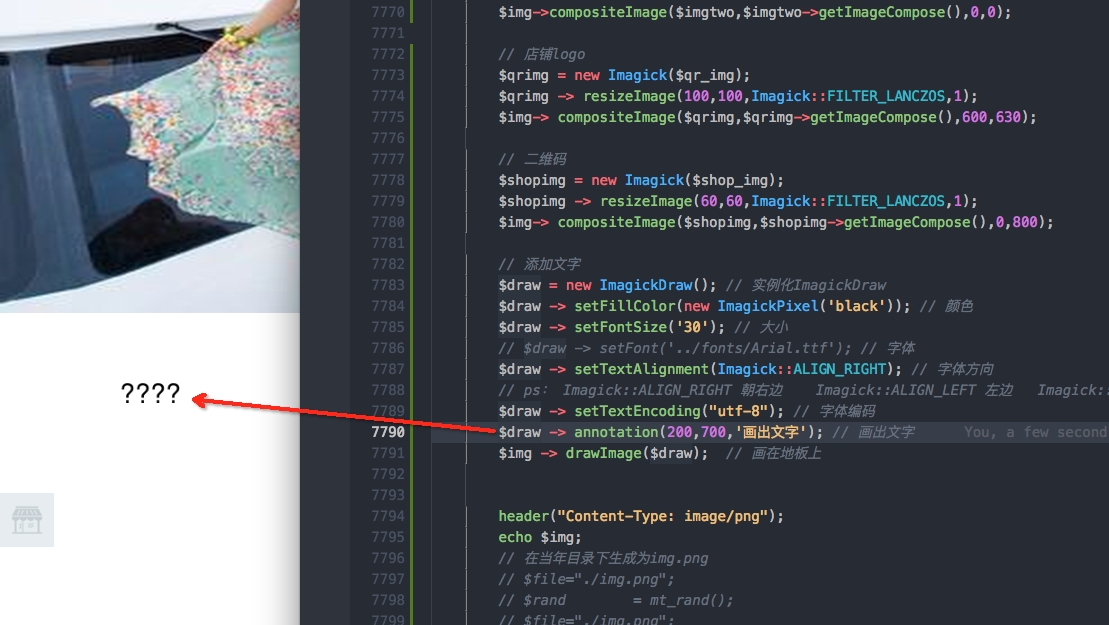 7770 $img->compositeImage($imgtwo,$imgtwo->getImageCompose(),0,0);
7771
7772 // 店铺logo
7773 $qrimg = new Imagick($qr_img);
7774 $qrimg -> resizeImage(100,100,Imagick::FILTER_LANCZOS,1);
7775 $img-> compositeImage($qrimg,$qrimg->getImageCompose(),600,630);
7776
7777 // 二维码
7778 $shopimg = new Imagick($shop_img);
7779 $shopimg -> resizeImage(60,60,Imagick::FILTER_LANCZOS,1);
7780 $img-> compositeImage($shopimg,$shopimg->getImageCompose(),0,800);
7781
7782 // 添加文字
7783 $draw = new ImagickDraw(); // 实例化ImagickDraw
7784 $draw -> setFillColor(new ImagickPixel('black')); // 颜色
7785 $draw -> setFontSize('30'); // 大小
7786 // $draw -> setFont('../fonts/Arial.ttf'); // 字体
7787 $draw -> setTextAlignment(Imagick::ALIGN_RIGHT); // 字体方向
7788 // ps: Imagick::ALIGN_RIGHT 朝右边 Imagick::ALIGN_LEFT 左边 Imagick::
????
7789 $draw -> setTextEncoding("utf-8"); // 字体编码
7790 $draw -> annotation(200,700,'画出文字'); // 画出文字 You, a few second
7791 $img -> drawImage($draw); // 画在地板上
7792
7793
7794 header("Content-Type: image/png");
7795 echo $img;
7796 // 在当年目录下生成为img.png
7797 // $file="./img.png";
7798 // $rand = mt_rand();
7799 // $file="./img.png";